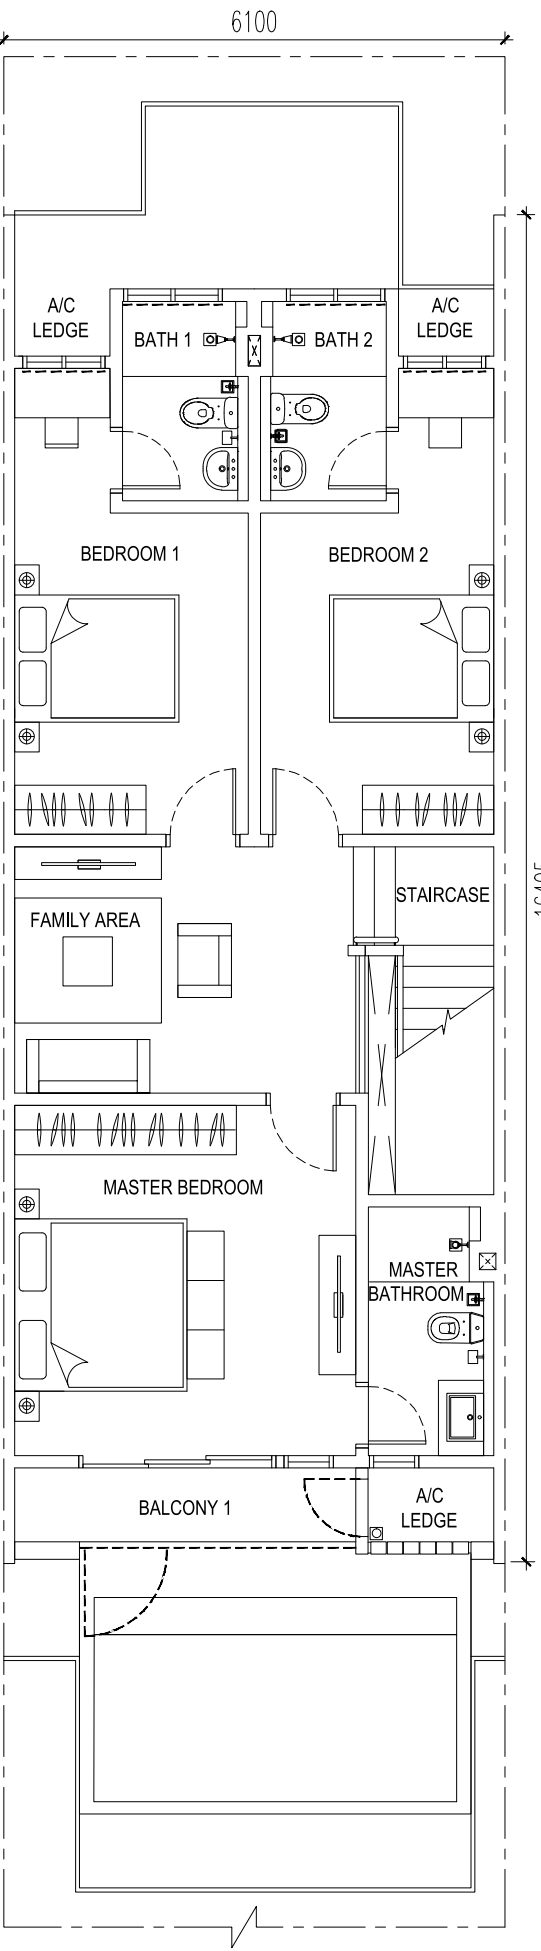 6100
A/C
LEDGE
A/C
LEDGE
BATH 1
BATH 2
BEDROOM 1
BEDROOM 2
STAIRCASE
FAMILY AREA
MASTER BEDROOM
MASTER
BATHROOM
BALCONY 1
A/C
LEDGE